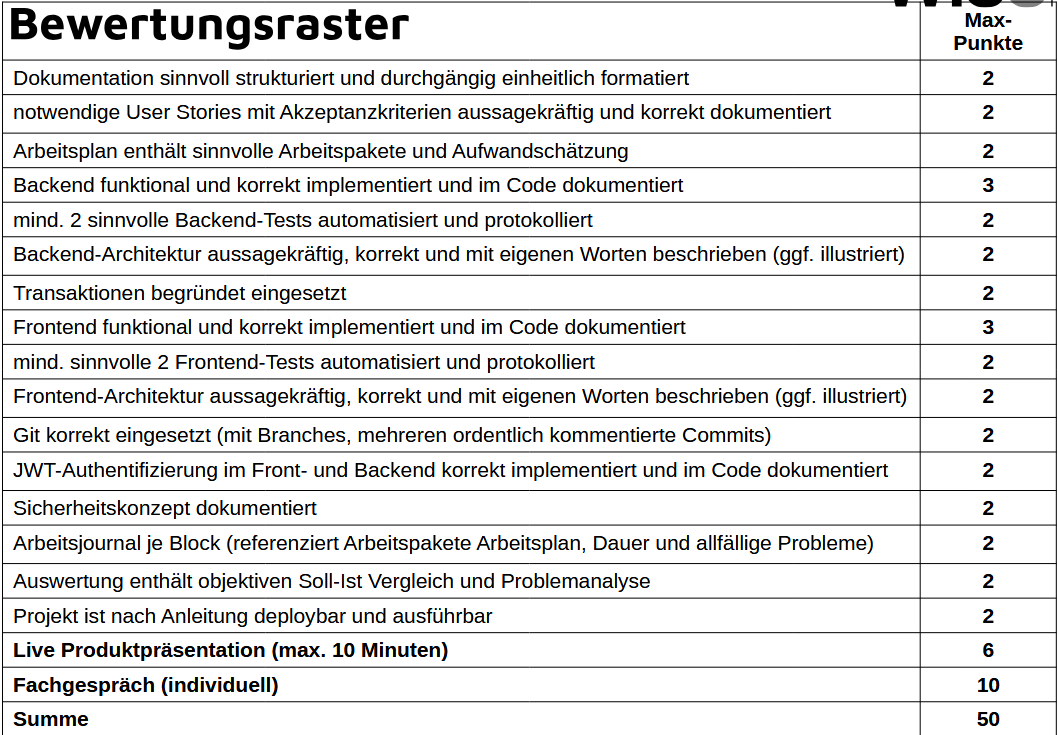 Bewertungsraster
Max-
Punkte
Dokumentation sinnvoll strukturiert und durchgängig einheitlich formatiert 2
notwendige User Stories mit Akzeptanzkriterien aussagekräftig und korrekt dokumentiert 2
Arbeitsplan enthält sinnvolle Arbeitspakete und Aufwandschätzung 2
Backend funktional und korrekt implementiert und im Code dokumentiert 3
mind. 2 sinnvolle Backend-Tests automatisiert und protokolliert 2
Backend-Architektur aussagekräftig, korrekt und mit eigenen Worten beschrieben (ggf. illustriert) 2
Transaktionen begründet eingesetzt 2
Frontend funktional und korrekt implementiert und im Code dokumentiert 3
mind. sinnvolle 2 Frontend-Tests automatisiert und protokolliert 2
Frontend-Architektur aussagekräftig, korrekt und mit eigenen Worten beschrieben (ggf. illustriert) 2
Git korrekt eingesetzt (mit Branches, mehreren ordentlich kommentierte Commits) 2
JWT-Authentifizierung im Front- und Backend korrekt implementiert und im Code dokumentiert 2
Sicherheitskonzept dokumentiert 2
Arbeitsjournal je Block (referenziert Arbeitspakete Arbeitsplan, Dauer und allfällige Probleme) 2
Auswertung enthält objektiven Soll-Ist Vergleich und Problemanalyse 2
Projekt ist nach Anleitung deploybar und ausführbar 2
Live Produktpräsentation (max. 10 Minuten) 6
Fachgespräch (individuell) 10
Summe 50